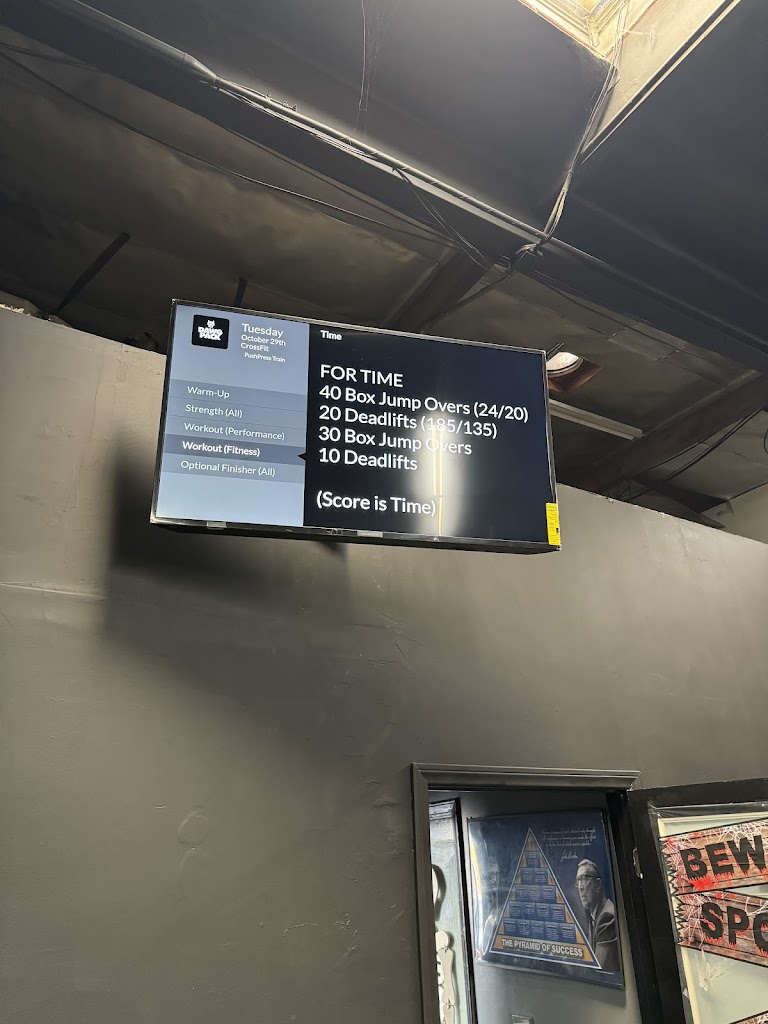 DAWG
PACK
Tuesday
October 29th
CrossFit
PushPress Train
Warm-Up
Strength (All)
Workout (Performance)
Workout (Fitness)
Optional Finisher (All)
Time
FOR TIME
40 Box Jump Overs (24/20)
20 Deadlifts (185/135)
30 Box Jump Overs
10 Deadlifts
(Score is Time)
THE PYRAMID OF SUCCESS
BEW
SPO